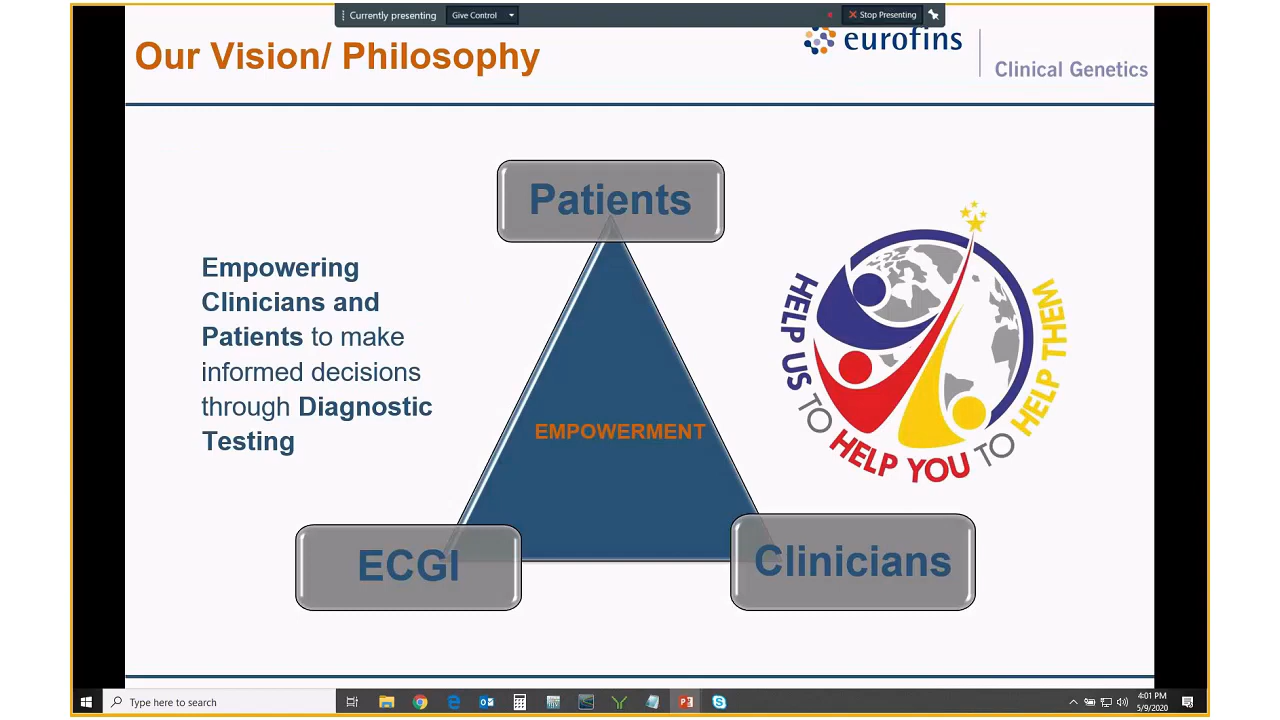 Currently presenting
Give Control
Stop Presenting
Our Vision/ Philosophy
eurofins
Clinical Genetics
Patients
Empowering
Clinicians and
Patients to make
informed decisions
through Diagnostic
Testing
EMPOWERMENT
HELP US TO HELP YOU TO HELP THEM
ECGI
Clinicians
Type here to search
4:01 PM
5/9/2020